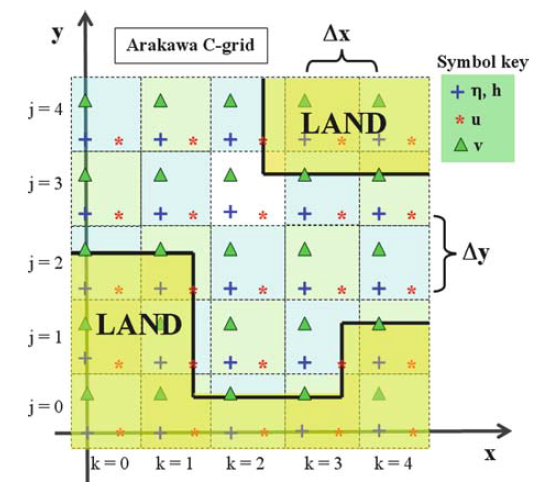 y
Arakawa C-grid
Δx
Symbol key
η, h
u
v
j = 4
LAND
j = 3
Δy
j = 2
LAND
j = 1
j = 0
x
k = 0 k = 1 k = 2 k = 3 k = 4